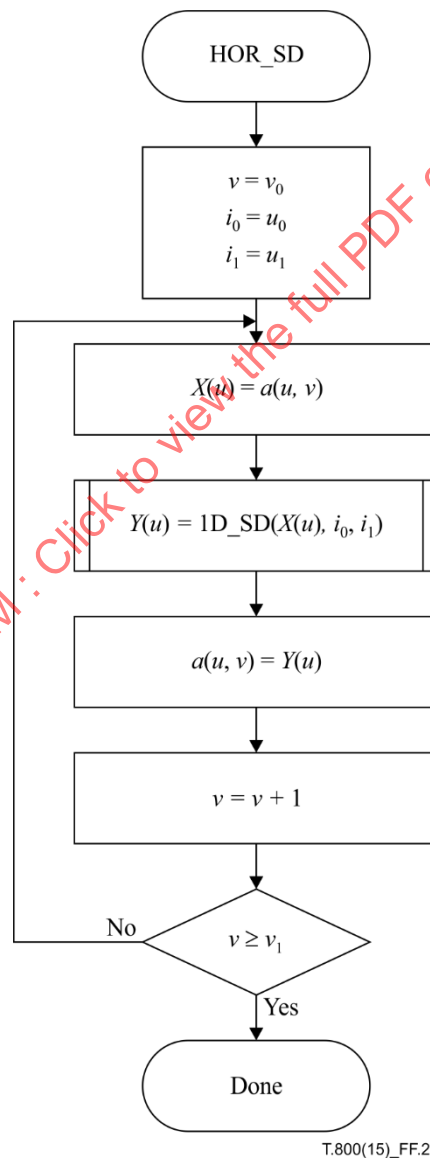 HOR_SD
v = v₀
i₀ = u₀
i₁ = u₁
X(u) = a(u, v)
Y(u) = 1D_SD(X(u), i₀, i₁)
a(u, v) = Y(u)
v = v + 1
No
v ≥ v₁
Yes
Done
T.800(15)_FF.2
M : Click to view the full PDF